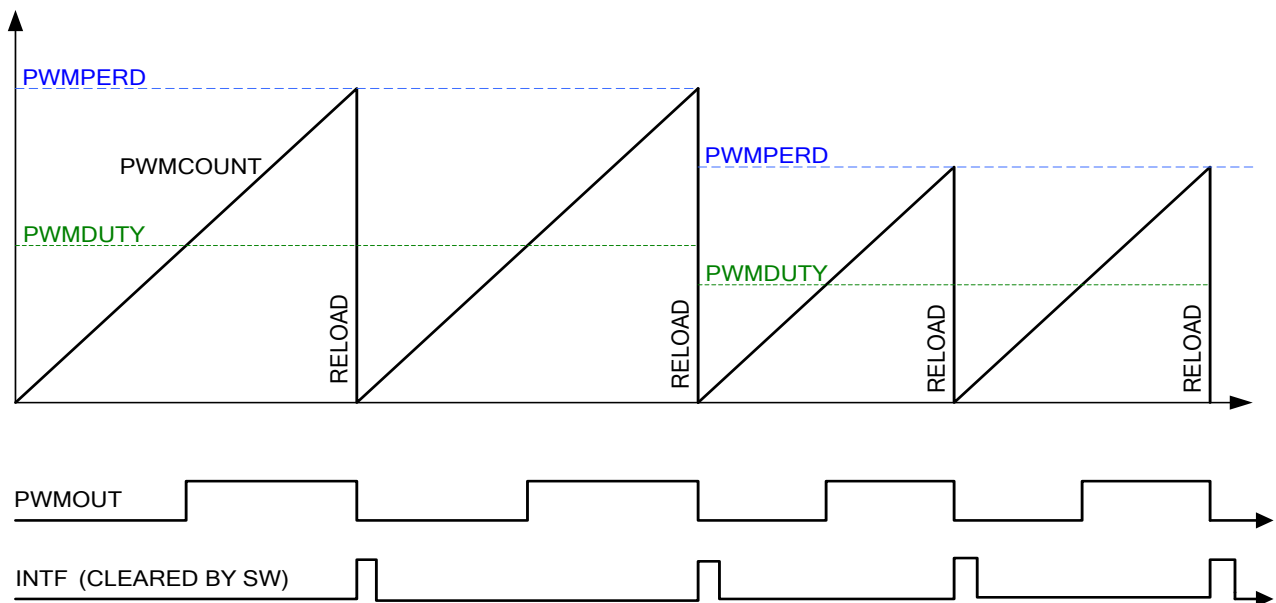 PWMPERD
PWMCOUNT
PWMPERD
PWMDUTY
PWMDUTY
RELOAD
RELOAD
RELOAD
RELOAD
PWMOUT
INTF (CLEARED BY SW)